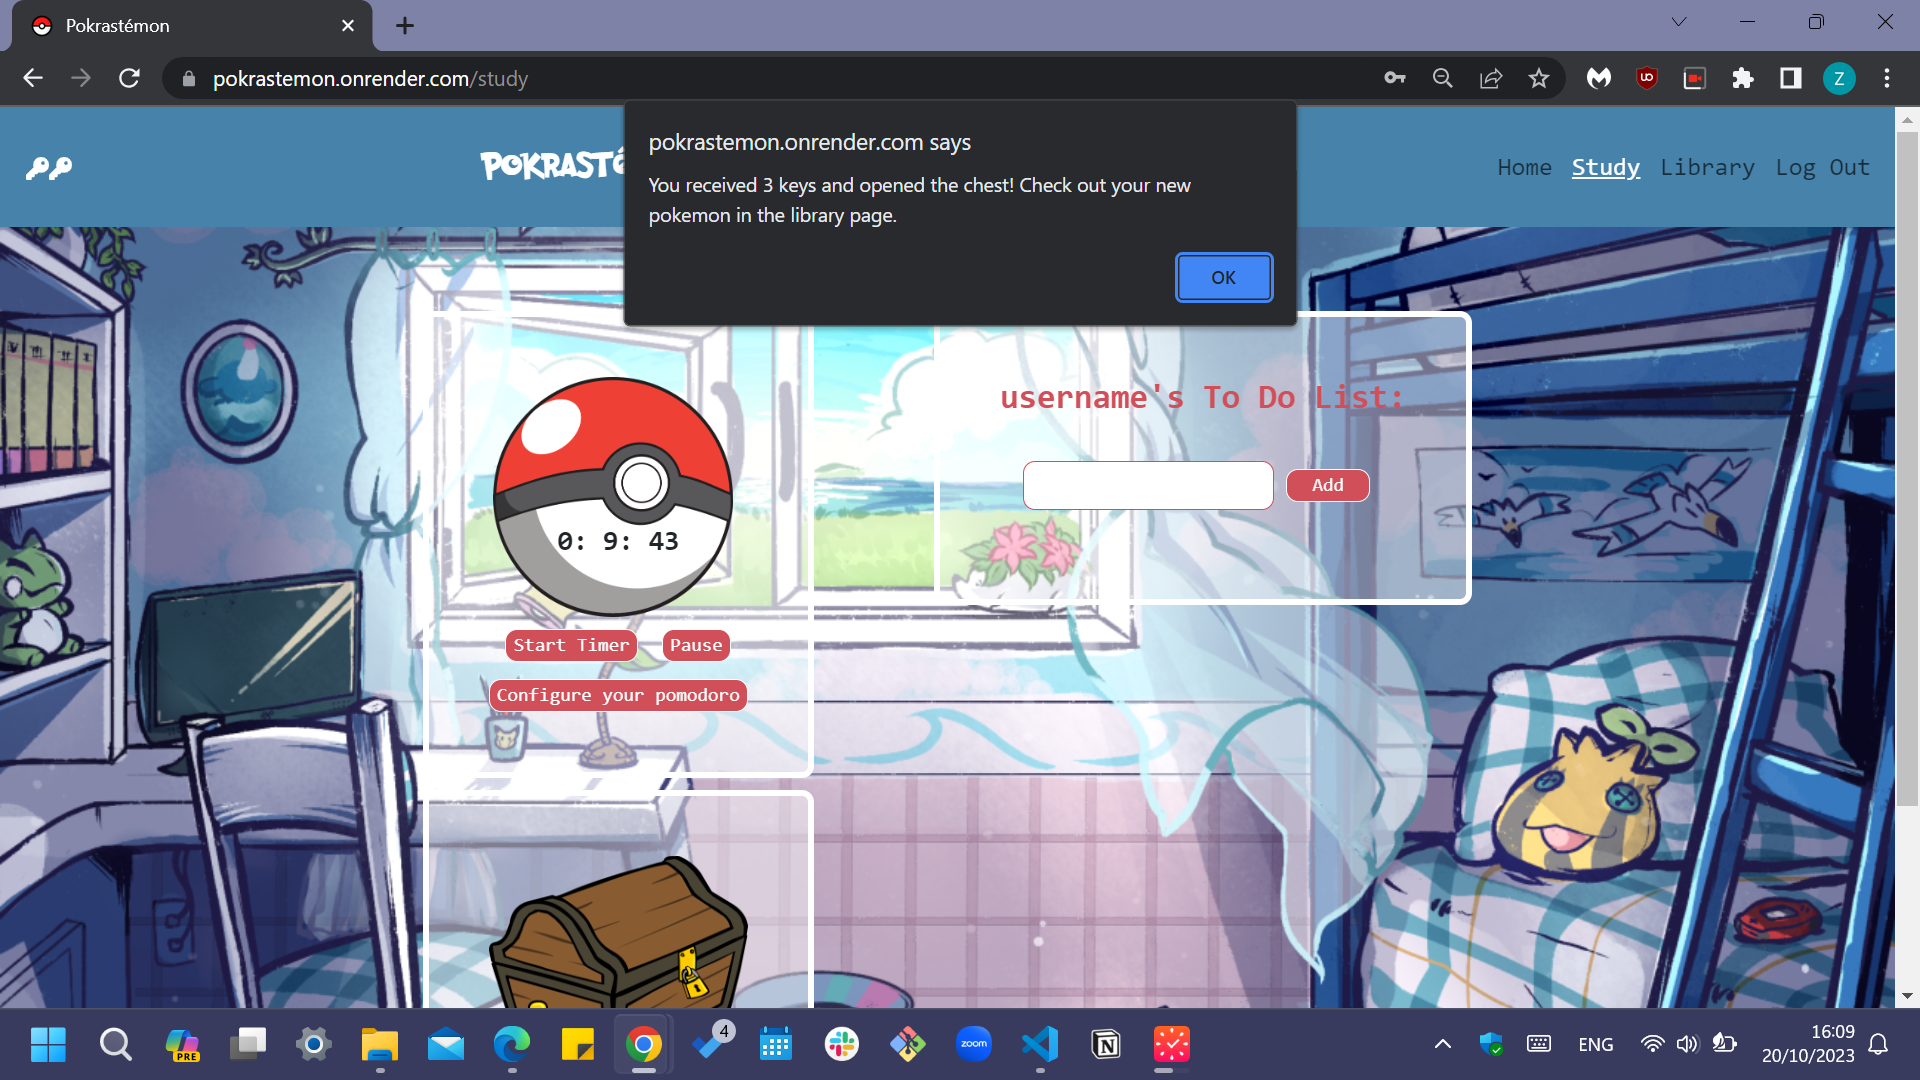 Pokrastémon
pokrastemon.onrender.com/study
Z
pokrastemon.onrender.com says
You received 3 keys and opened the chest! Check out your new
pokemon in the library page.
OK
POKRASTÉ
Home Study Library Log Out
username's To Do List:
Add
0: 9: 43
Start Timer Pause
Configure your pomodoro
PRE
4
zoom
ENG
16:09
20/10/2023